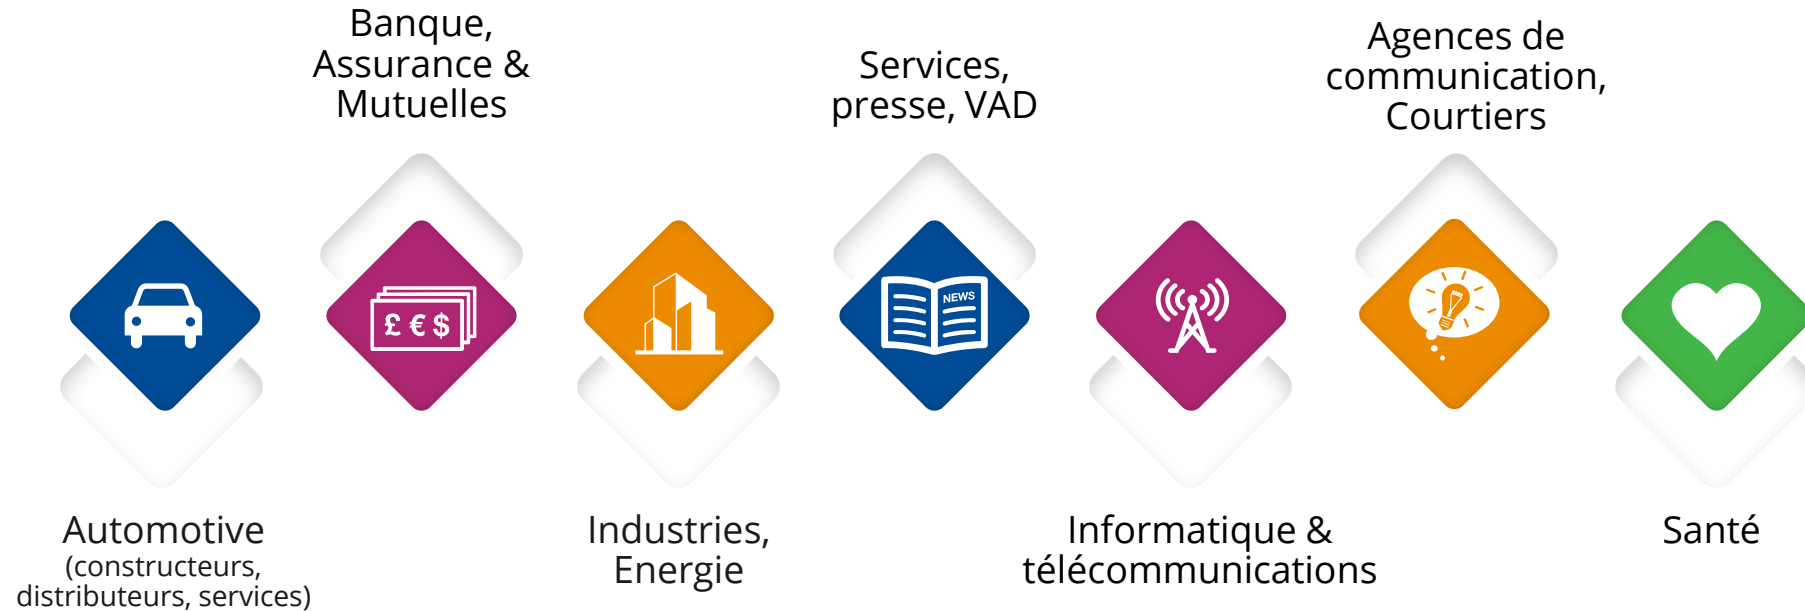 Banque,
Assurance &
Mutuelles
Services,
presse, VAD
Agences de
communication,
Courtiers
£ € $
NEWS
Automotive
(constructeurs,
distributeurs, services)
Industries,
Energie
Informatique &
télécommunications
Santé